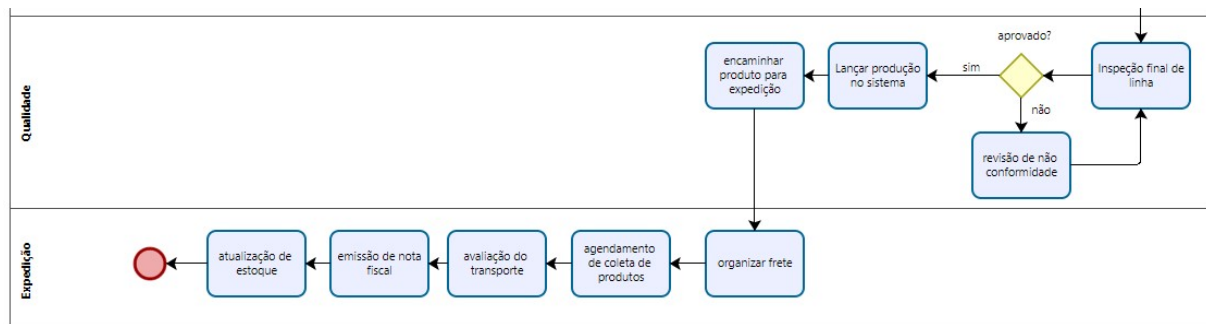 Qualidade
encaminhar
produto para
expedição
Lançar produção
no sistema
sim
aprovado?
não
Inspeção final de
linha
revisão de não
conformidade
Expedição
atualização de
estoque
emissão de nota
fiscal
avaliação do
transporte
agendamento
de coleta de
produtos
organizar frete